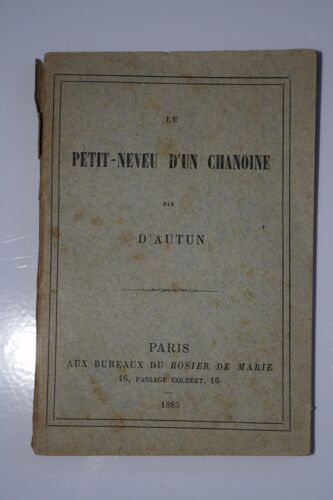 LE
PETIT-NEVEU D'UN CHANOINE
PAR
D'AUTUN
PARIS
AUX BUREAUX DU ROSIER DE MARIE
16, PASSAGE COLBERT, 16
—
1883